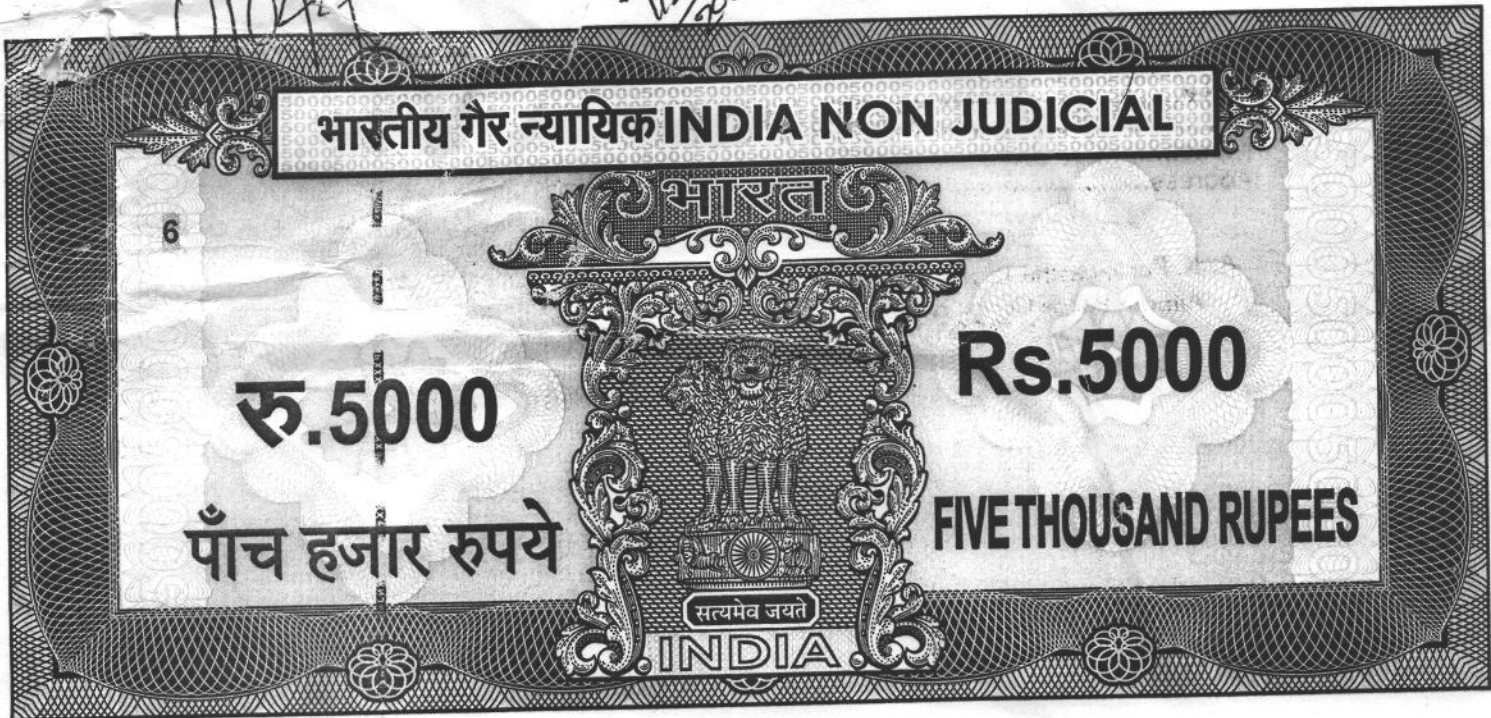 भारतीय गैर न्यायिक INDIA NON JUDICIAL
भारत
6
रु.5000
Rs.5000
पाँच हजार रुपये
FIVE THOUSAND RUPEES
सत्यमेव जयते
INDIA